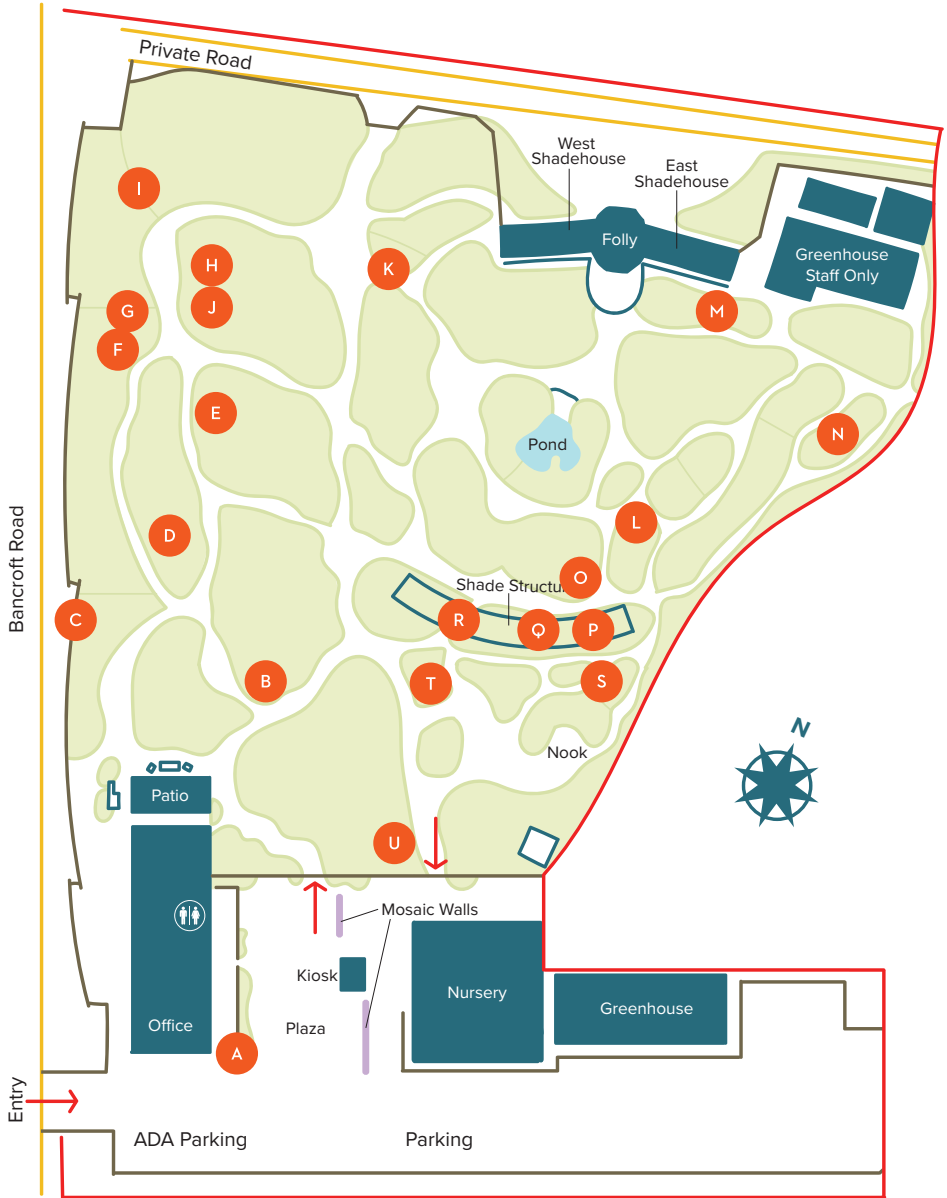 Private Road
West
Shadehouse
East
Shadehouse
I
Folly
H
Greenhouse
Staff Only
K
J
G
M
F
E
N
Pond
L
D
Bancroft Road
O
Shade Structu
C
R
Q
P
B
T
S
N
Nook
Patio
U
Mosaic Walls
Kiosk
Nursery
Greenhouse
Office
Plaza
A
Entry
ADA Parking
Parking